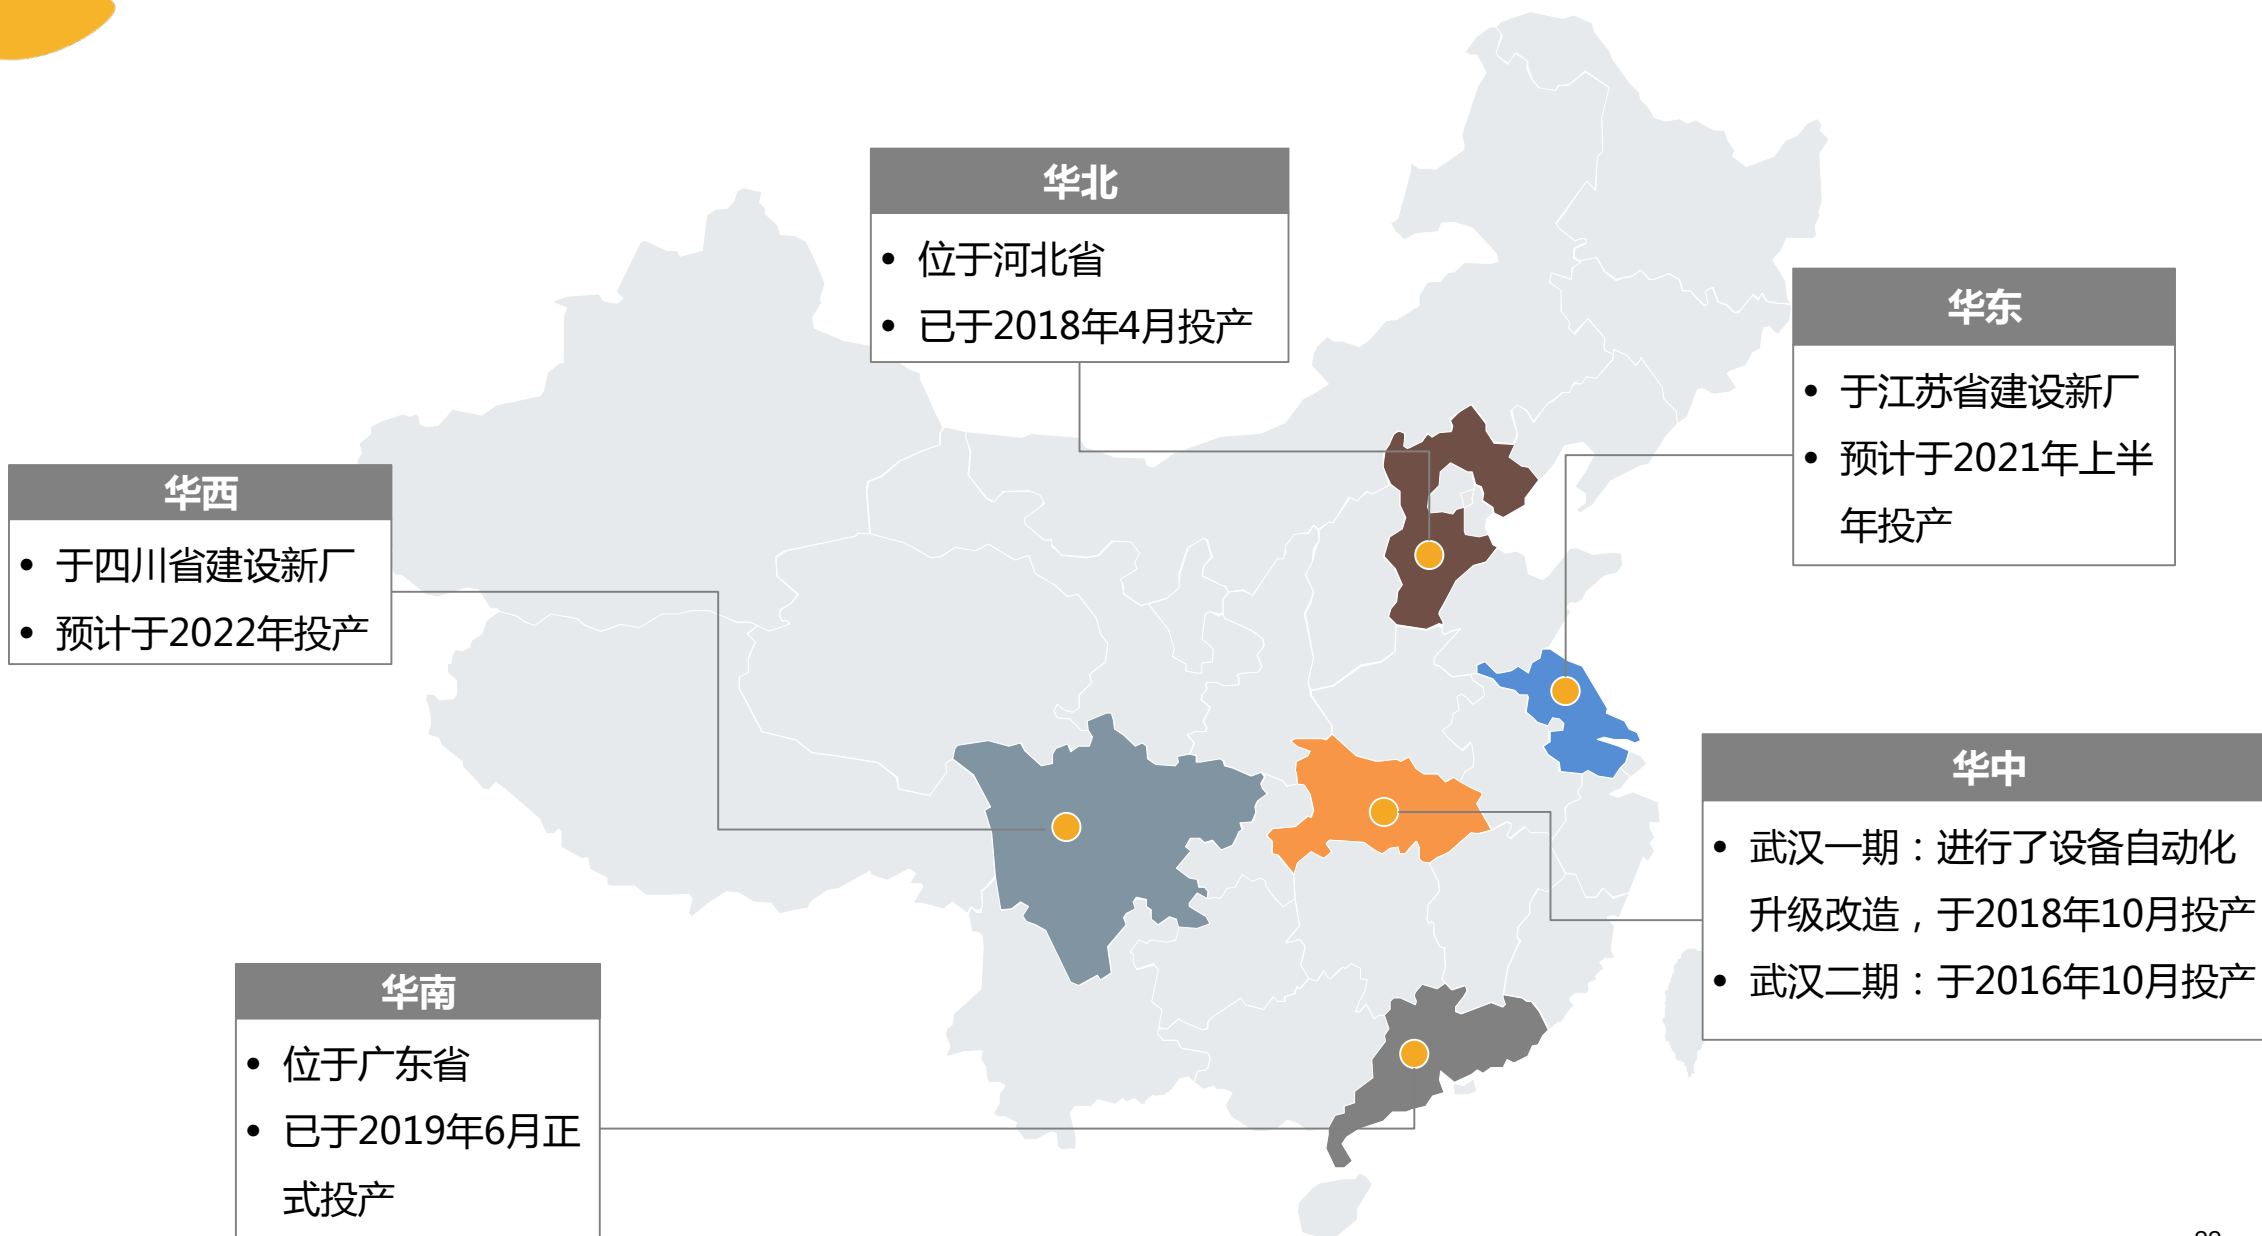 华北
• 位于河北省
• 已于2018年4月投产
华东
• 于江苏省建设新厂
• 预计于2021年上半
年投产
华西
• 于四川省建设新厂
• 预计于2022年投产
华中
• 武汉一期：进行了设备自动化
升级改造，于2018年10月投产
• 武汉二期：于2016年10月投产
华南
• 位于广东省
• 已于2019年6月正
式投产